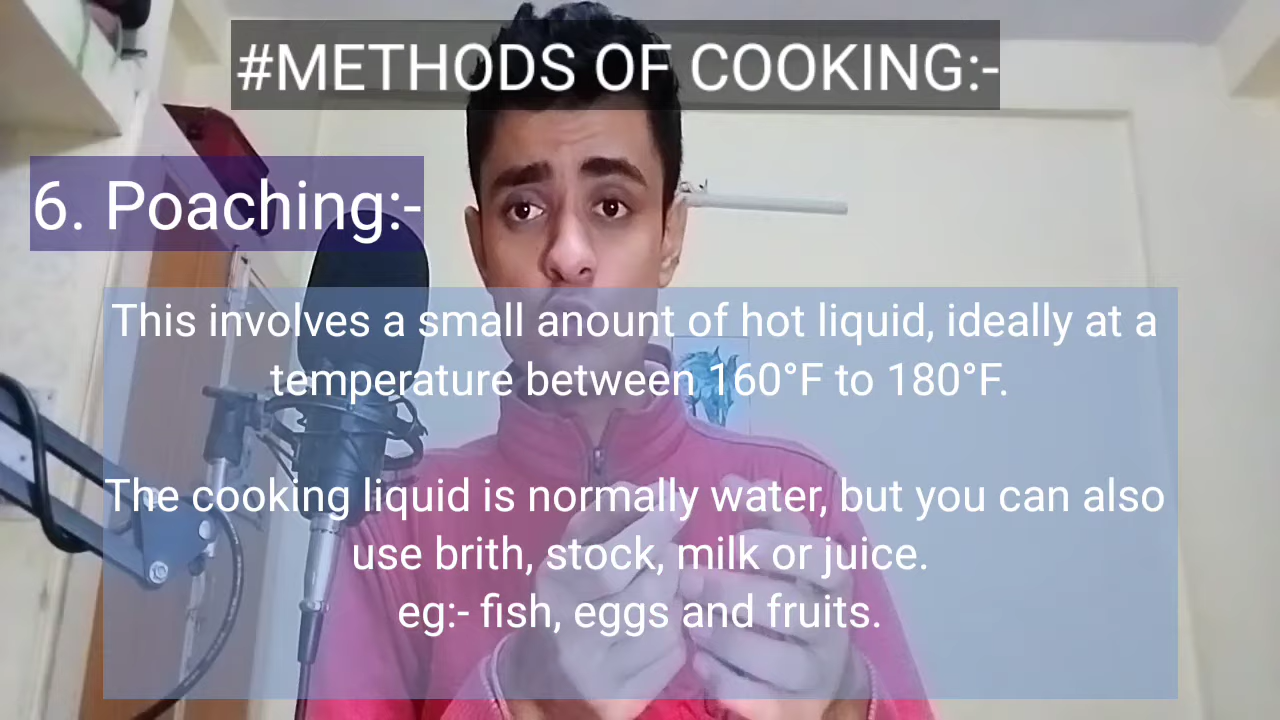 #METHODS OF COOKING:-
6. Poaching:-
This involves a small anount of hot liquid, ideally at a
temperature between 160°F to 180°F.
The cooking liquid is normally water, but you can also
use brith, stock, milk or juice.
eg:- fish, eggs and fruits.